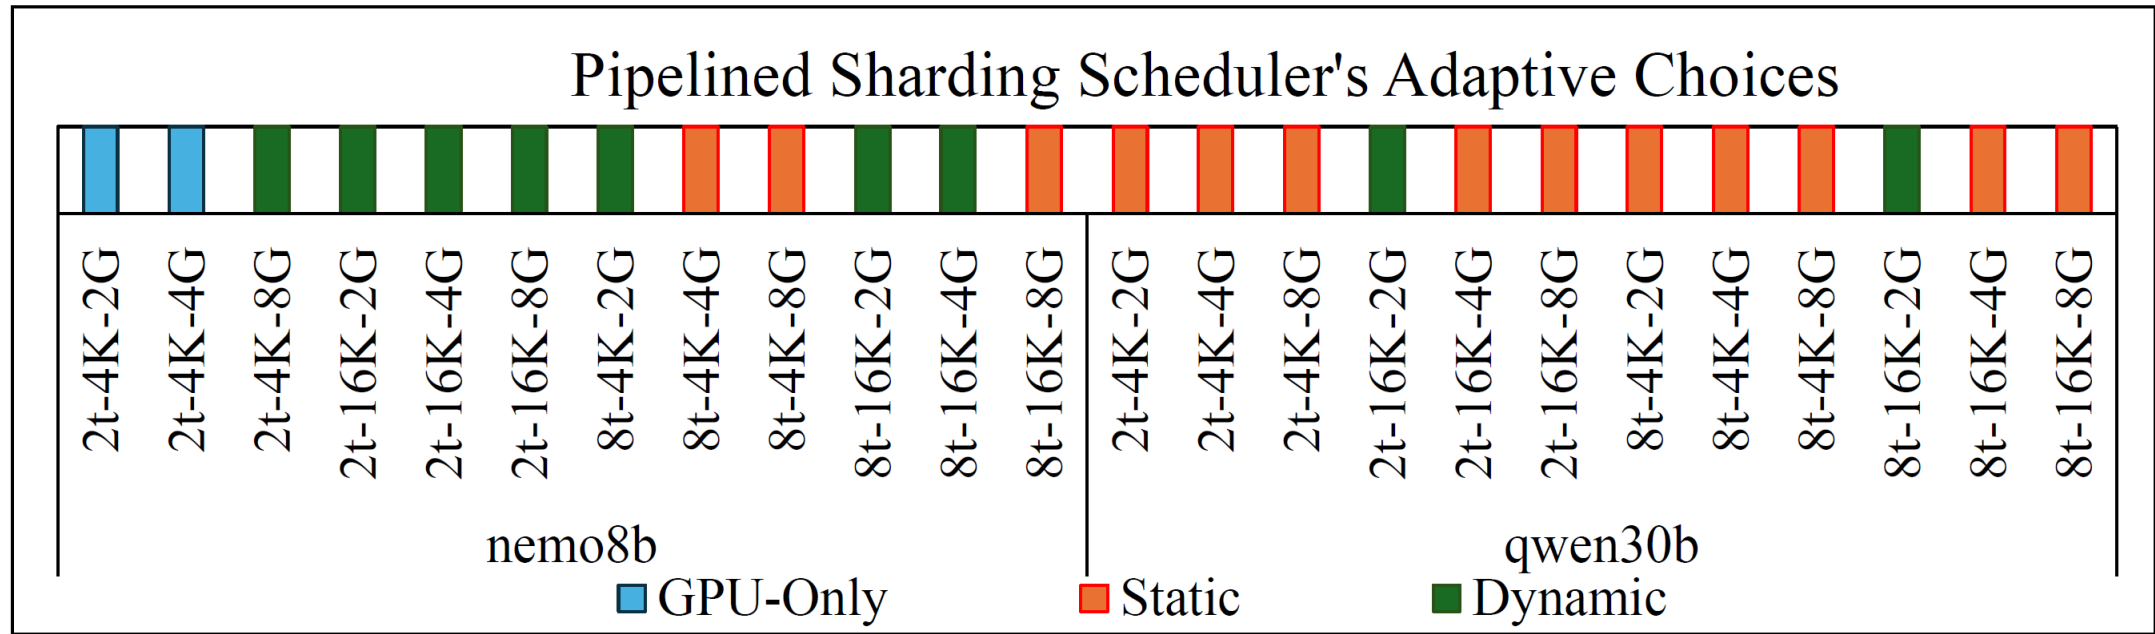 Pipelined Sharding Scheduler's Adaptive Choices
2t-4K-2G
2t-4K-4G
2t-4K-8G
2t-16K-2G
2t-16K-4G
2t-16K-8G
8t-4K-2G
8t-4K-4G
8t-4K-8G
8t-16K-2G
8t-16K-4G
8t-16K-8G
2t-4K-2G
2t-4K-4G
2t-4K-8G
2t-16K-2G
2t-16K-4G
2t-16K-8G
8t-4K-2G
8t-4K-4G
8t-4K-8G
8t-16K-2G
8t-16K-4G
8t-16K-8G
nemo8b
qwen30b
GPU-Only
Static
Dynamic